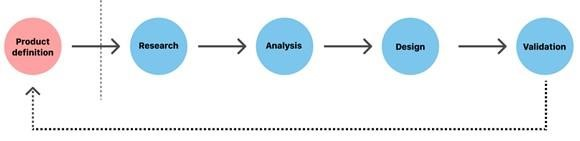 Product
definition
Research
Analysis
Design
Validation